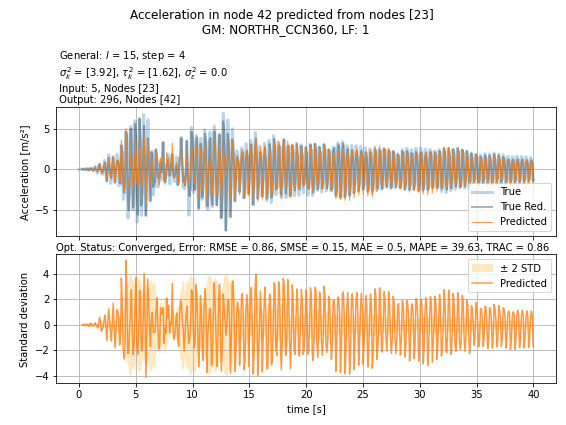 Acceleration in node 42 predicted from nodes [23]
GM: NORTHR_CCN360, LF: 1
General: l = 15, step = 4
σ²ₖ = [3.92], τ²ₖ = [1.62], σ²ₑ = 0.0
Input: 5, Nodes [23]
Output: 296, Nodes [42]
Acceleration [m/s²]
5
0
−5
True
True Red.
Predicted
Opt. Status: Converged, Error: RMSE = 0.86, SMSE = 0.15, MAE = 0.5, MAPE = 39.63, TRAC = 0.86
Standard deviation
4
2
0
−2
−4
± 2 STD
Predicted
0 5 10 15 20 25 30 35 40
time [s]